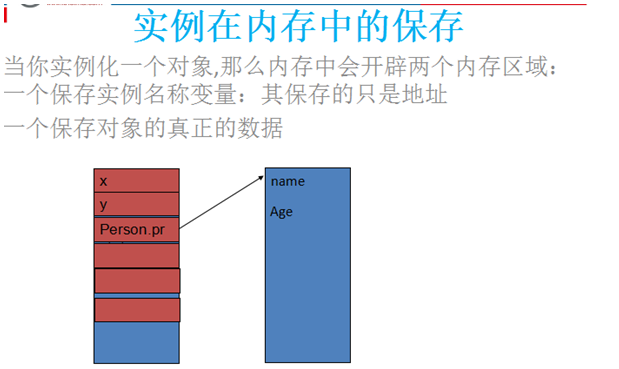 实例在内存中的保存
当你实例化一个对象,那么内存中会开辟两个内存区域：
一个保存实例名称变量：其保存的只是地址
一个保存对象的真正的数据
x
y
Person.pr
name
Age